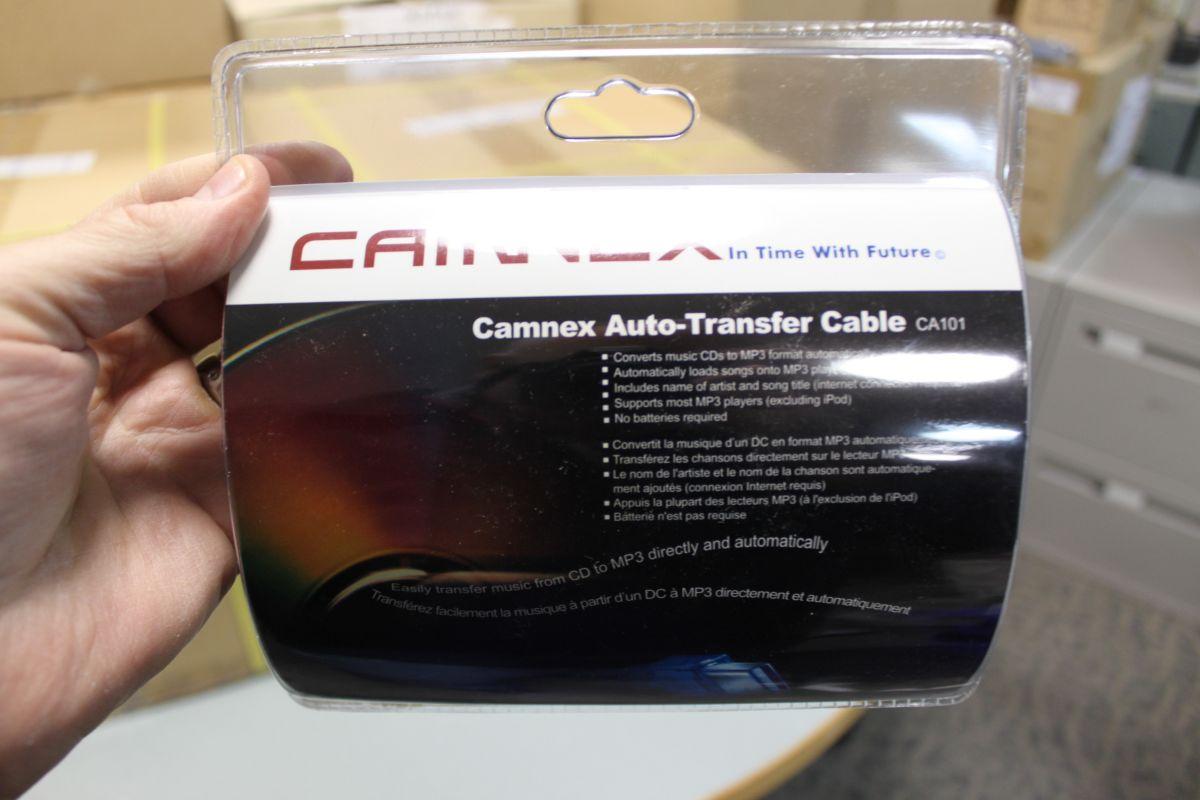 CAMNEX In Time With Future©
Camnex Auto-Transfer Cable CA101
▪ Converts music CDs to MP3 format automatically
▪ Automatically loads songs onto MP3
▪ Includes name of artist and song title (internet
▪ Supports most MP3 players (excluding iPod)
▪ No batteries required
▪ Convertit la musique d'un DC en format MP3
▪ Transférez les chansons directement sur le lecteur MP3
▪ Le nom de l'artiste et le nom de la chanson sont automatique-
ment ajoutés (connexion Internet requis)
▪ Appuis la plupart des lecteurs MP3 (à l'exclusion de l'iPod)
▪ Bátterié n'est pas requise
Easily transfer music from CD to MP3 directly and automatically
Transférez facilement la musique à partir d'un DC à MP3 directement et automatiquement